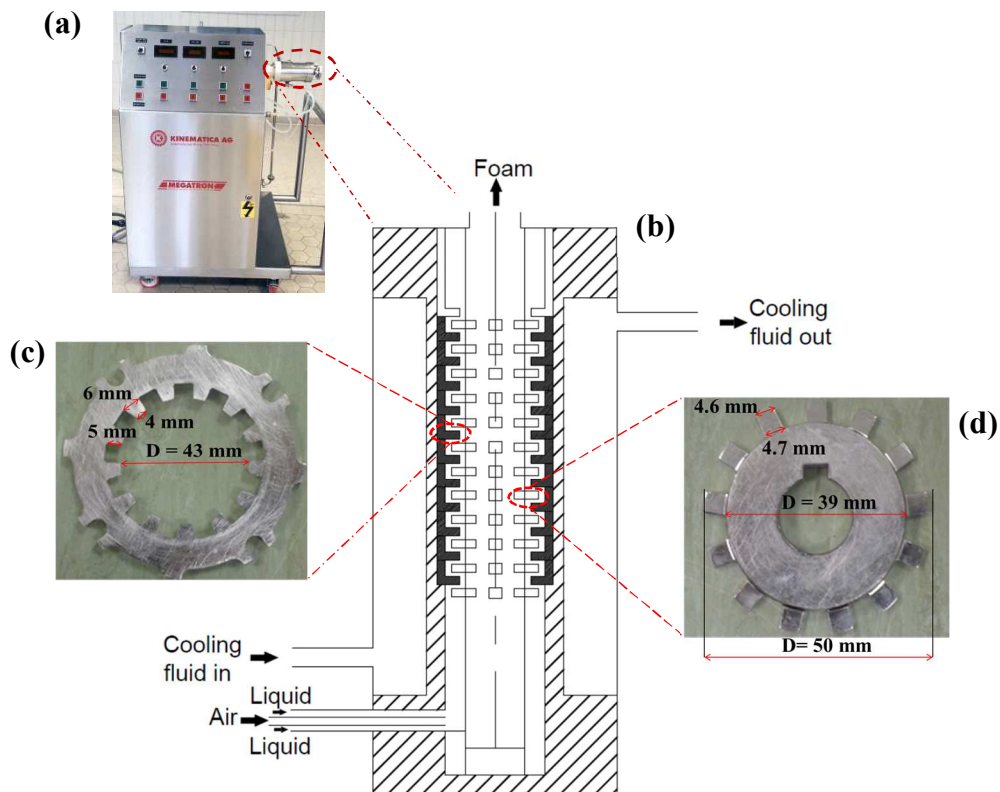 (a)
KINEMATICA AG
MEGATRON
Foam
(b)
Cooling
fluid out
(c)
6 mm
4 mm
5 mm
D = 43 mm
4.6 mm
(d)
4.7 mm
D = 39 mm
D= 50 mm
Cooling
fluid in
Liquid
Air
Liquid